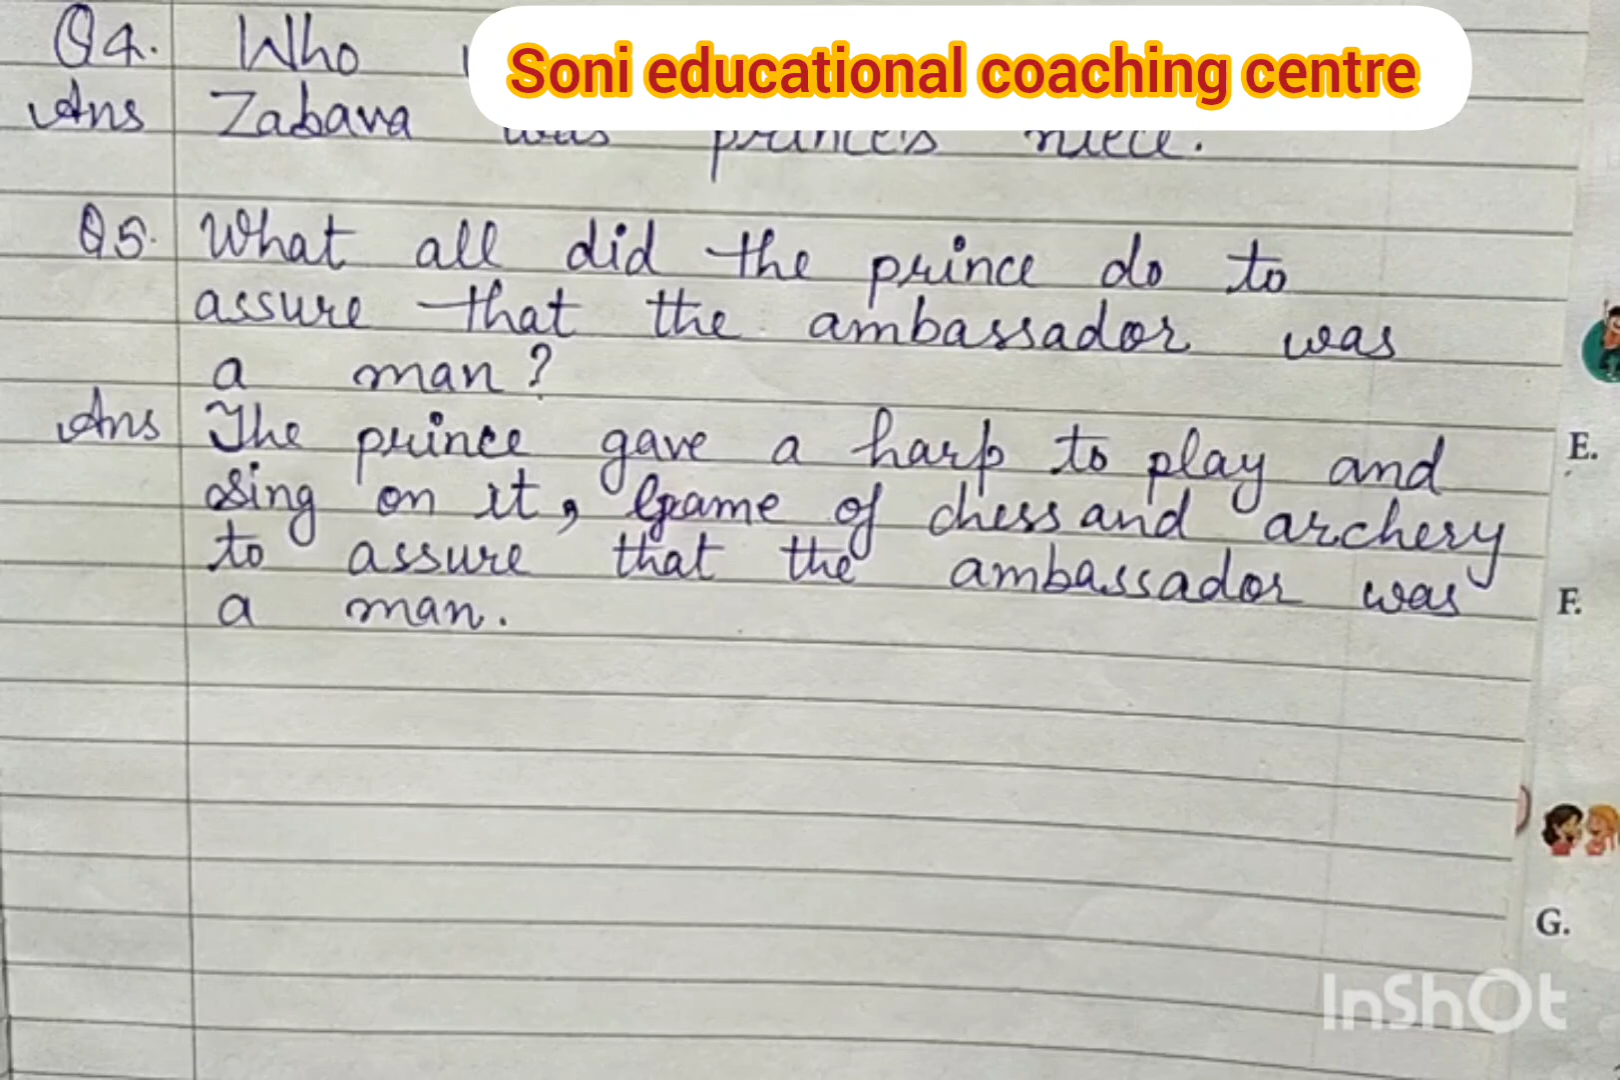 Q4. Who
Soni educational coaching centre
Ans Zabava was prince's niece.
Q5. What all did the prince do to
assure that the ambassador was
a man?
Ans The prince gave a harp to play and
sing on it, Game of chess and archery
to assure that the ambassador was
a man.
E.
F.
G.
InShOt